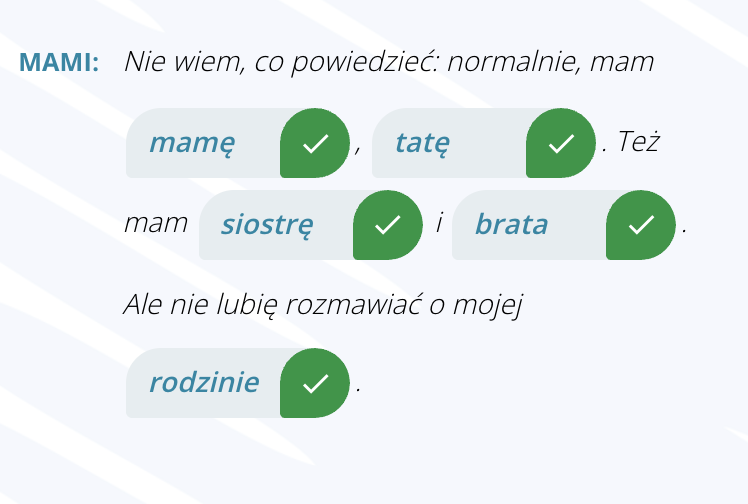 MAMI: Nie wiem, co powiedzieć: normalnie, mam
mamę, tatę. Też
mam siostrę i brata.
Ale nie lubię rozmawiać o mojej
rodzinie.